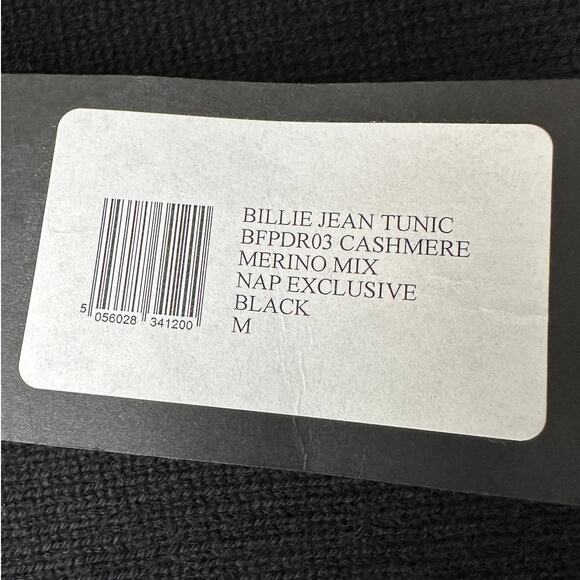 BILLIE JEAN TUNIC
BFPDR03 CASHMERE
MERINO MIX
NAP EXCLUSIVE
BLACK
M
5 056028 341200